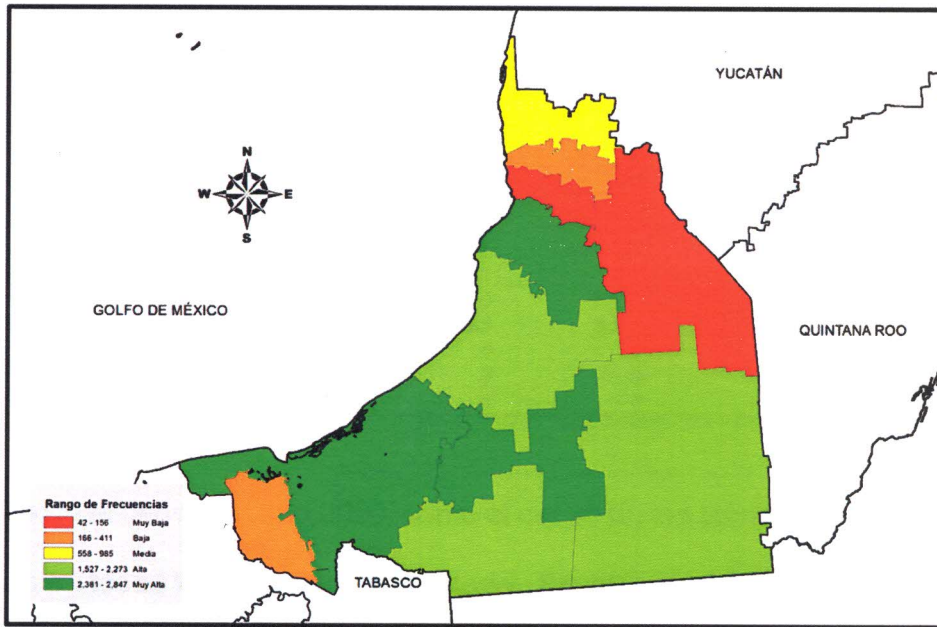 YUCATÁN
N
W E
S
GOLFO DE MÉXICO
QUINTANA ROO
Rango de Frecuencias
42 - 156 Muy Baja
166 - 411 Baja
558 - 985 Media
1,527 - 2,273 Alta
2,381 - 2,847 Muy Alta
TABASCO